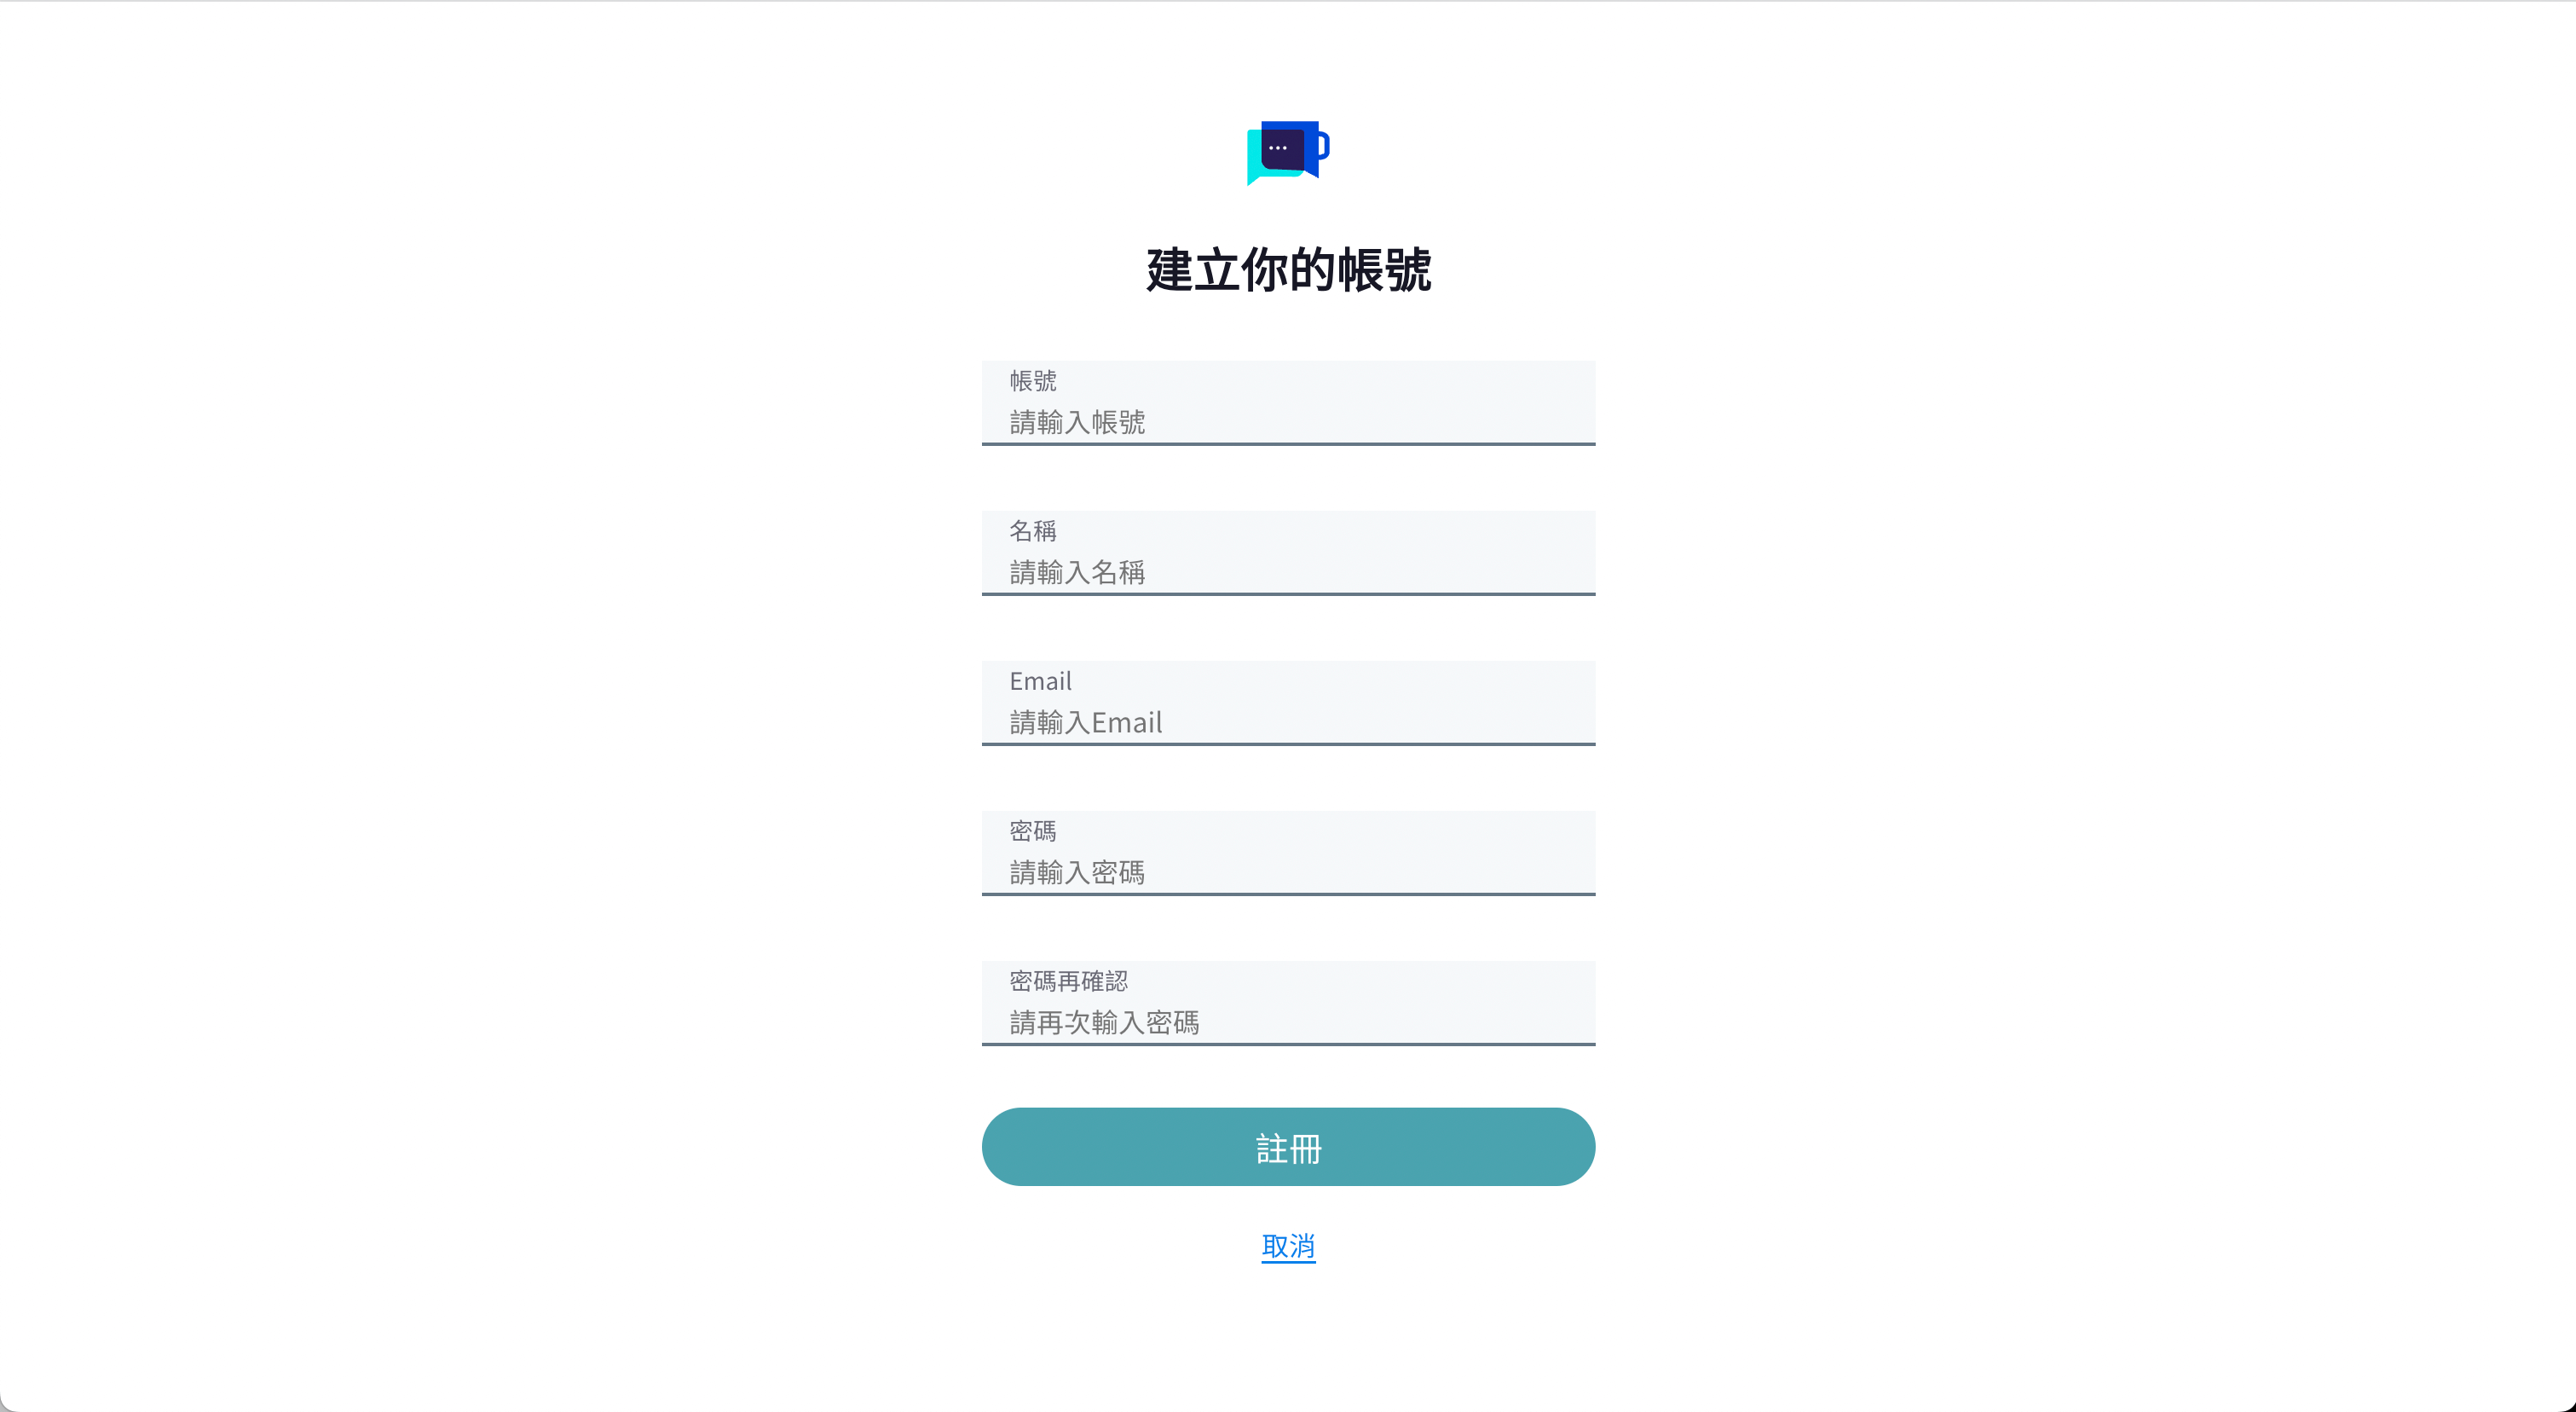 建立你的帳號
帳號
請輸入帳號
名稱
請輸入名稱
Email
請輸入Email
密碼
請輸入密碼
密碼再確認
請再次輸入密碼
註冊
取消